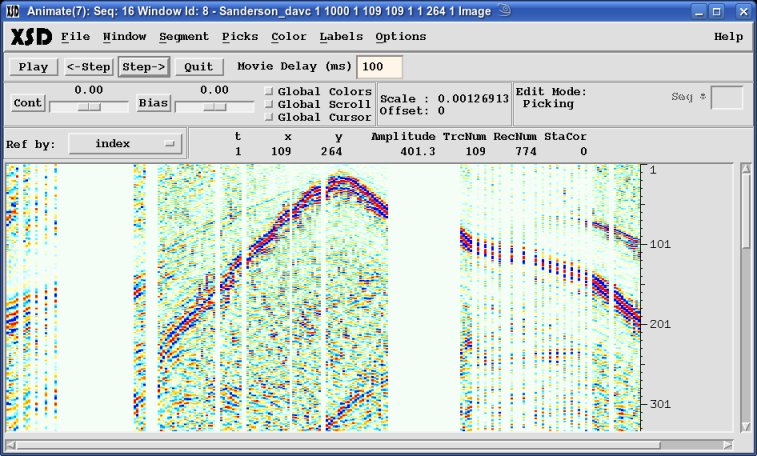 Animate(7): Seq: 16 Window Id: 8 - Sanderson_davc 1 1000 1 109 109 1 1 264 1 Image
XSD File Window Segment Picks Color Labels Options Help
Play <-Step Step-> Quit Movie Delay (ms) 100
Cont 0.00 Bias 0.00
Global Colors
Global Scroll
Global Cursor
Scale : 0.00126913
Offset: 0
Edit Mode:
Picking
Seq #
Ref by: index
t x y Amplitude TrcNum RecNum StaCor
1 109 264 401.3 109 774 0
1
101
201
301